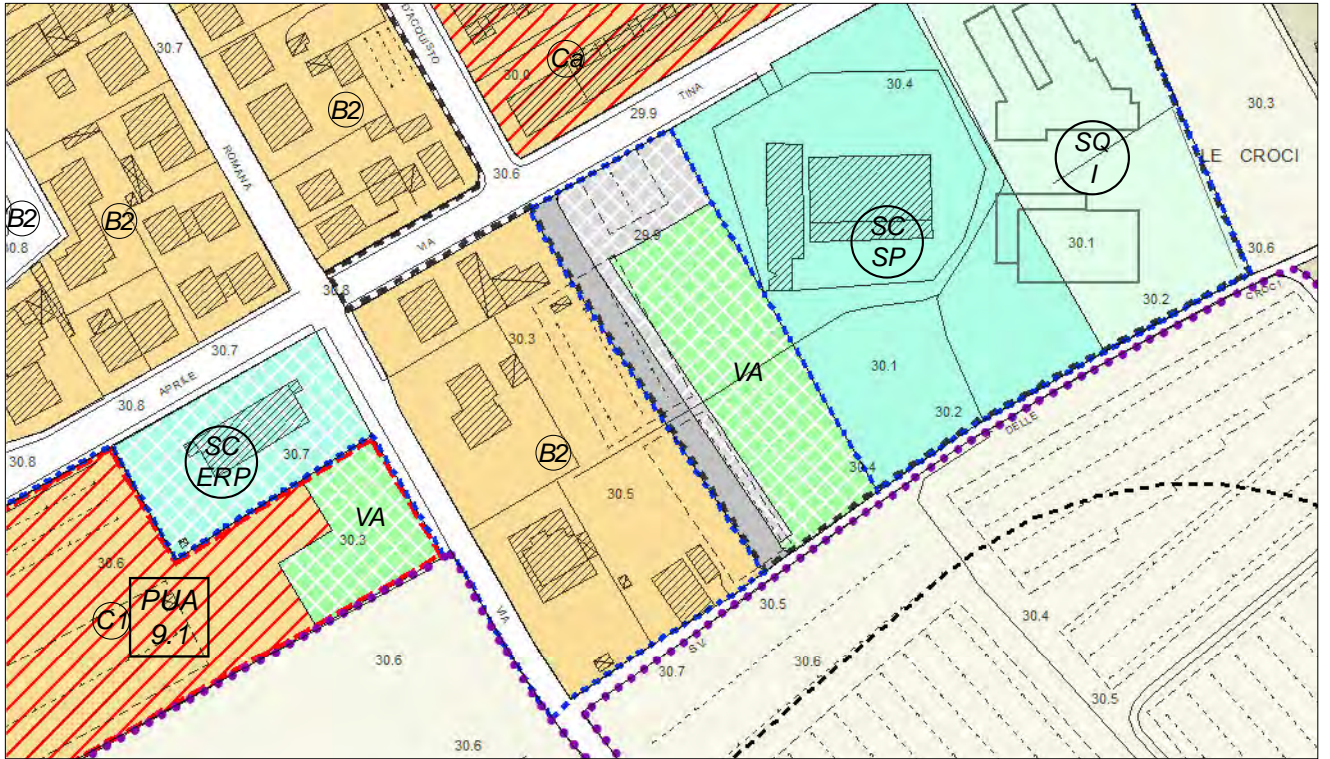 30.7
D'ACQUISTO
30.0
Ca
30.4
B2
29.9
TINA
30.3
SQ
I
LE CROCI
ROMANA
30.6
B2
B2
30.8
29.9
SC
SP
30.1
30.6
VIA
30.8
30.2
CROCI
30.3
30.7
APRILE
30.8
VA
30.1
30.2
DELLE
SC
ERP
30.7
30.8
B2
30.4
30.5
VA
30.3
30.6
C1
PUA
9.1
VIA
30.5
30.4
S.V.
30.7
30.6
30.6
30.5
30.6